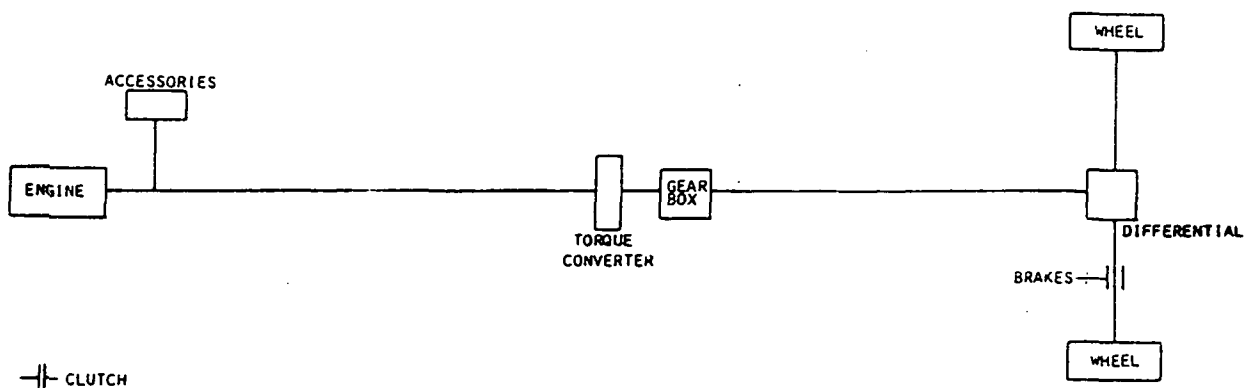 WHEEL
ACCESSORIES
ENGINE
GEAR
BOX
TORQUE
CONVERTER
DIFFERENTIAL
BRAKES
WHEEL
CLUTCH